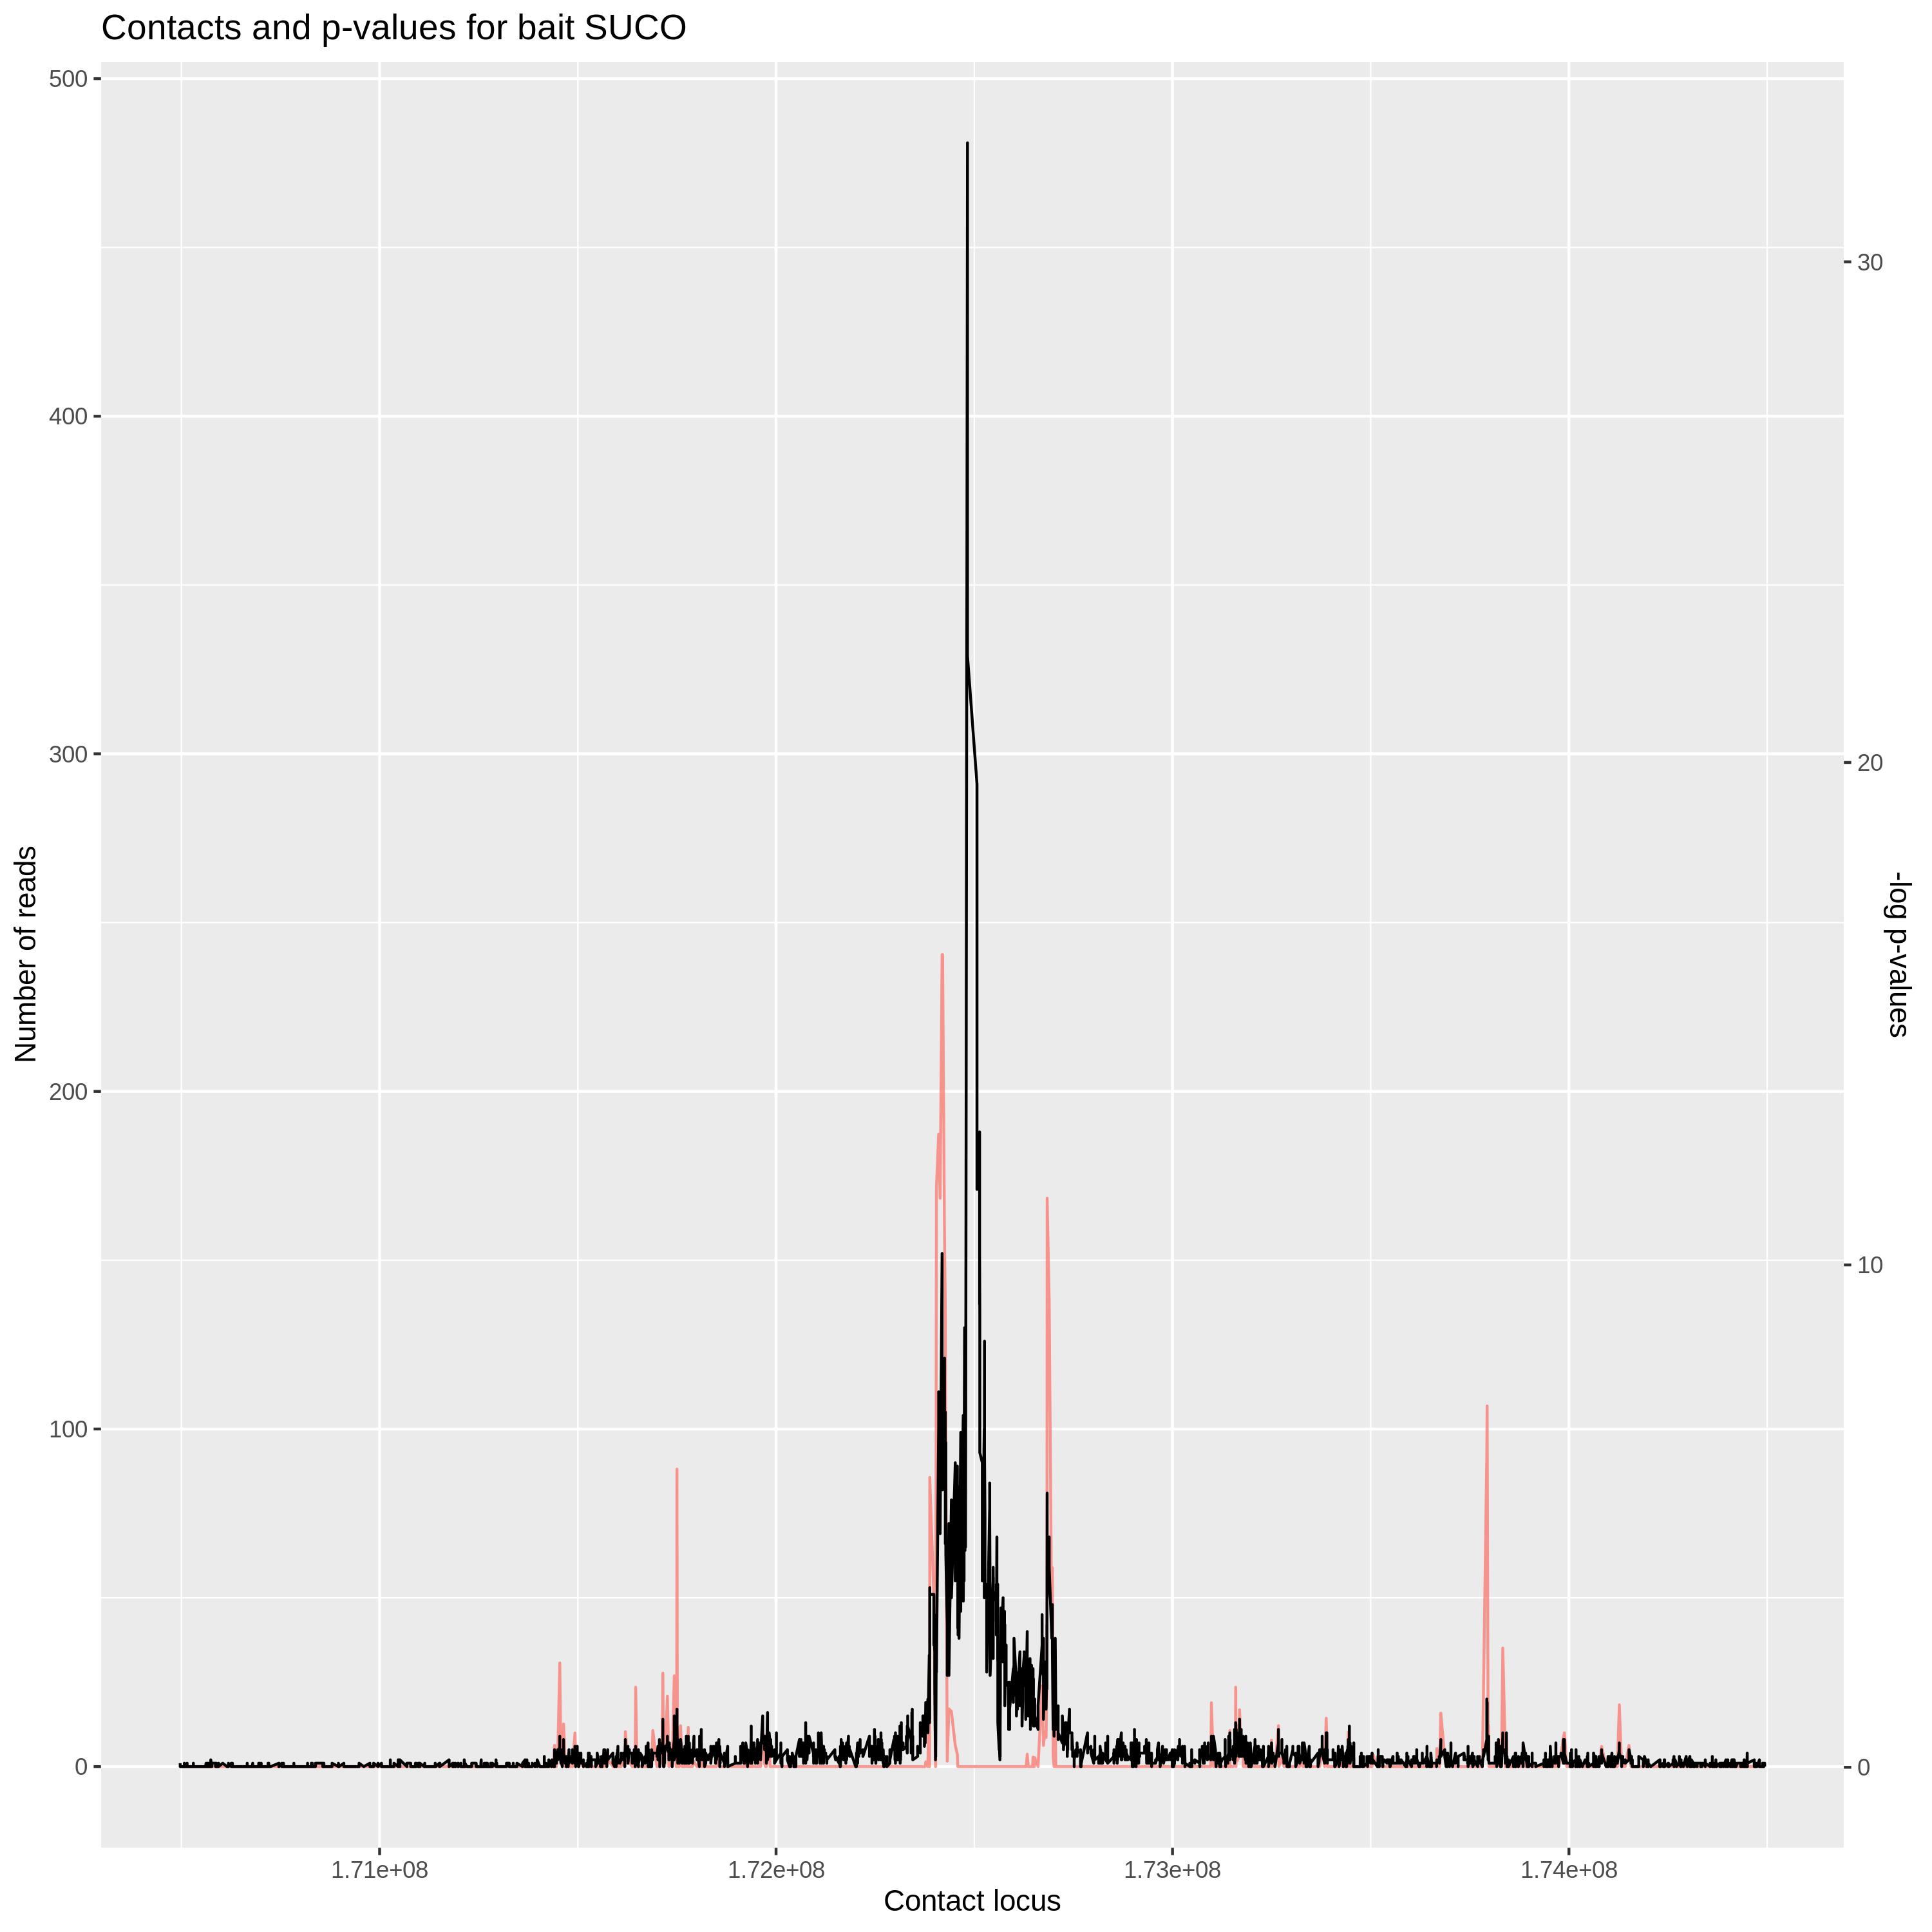 Contacts and p-values for bait SUCO
500
400
300
200
100
0
Number of reads
30
20
10
0
-log p-values
1.71e+08
1.72e+08
1.73e+08
1.74e+08
Contact locus